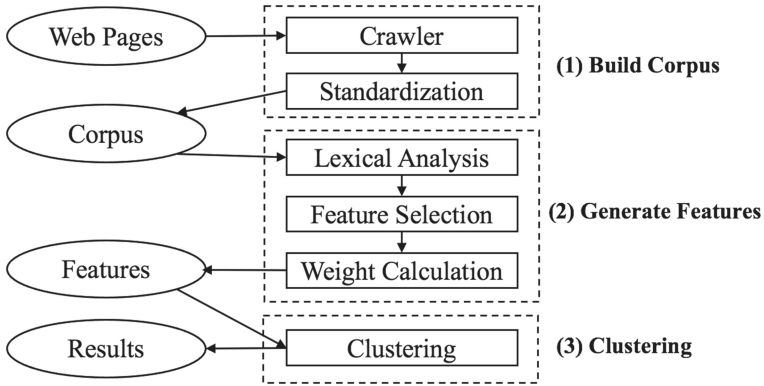 Web Pages
Crawler
(1) Build Corpus
Standardization
Corpus
Lexical Analysis
Feature Selection
(2) Generate Features
Features
Weight Calculation
Results
Clustering
(3) Clustering